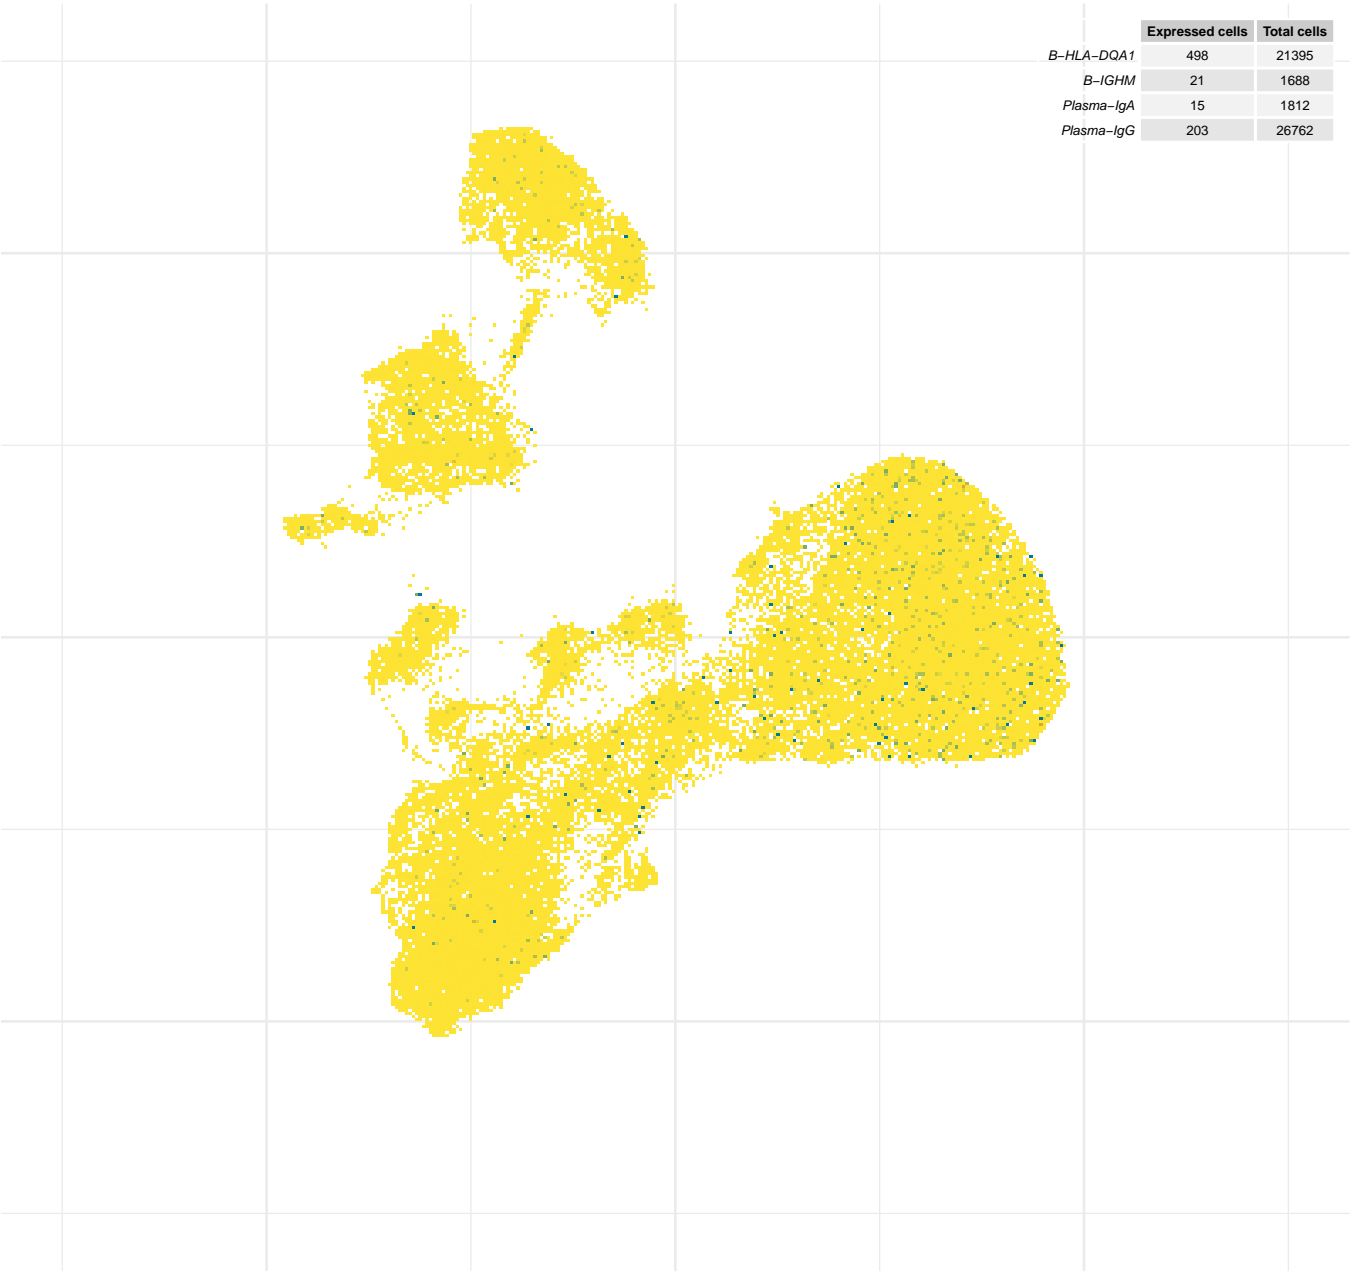 Expressed cells Total cells
B−HLA−DQA1 498 21395
B−IGHM 21 1688
Plasma−IgA 15 1812
Plasma−IgG 203 26762